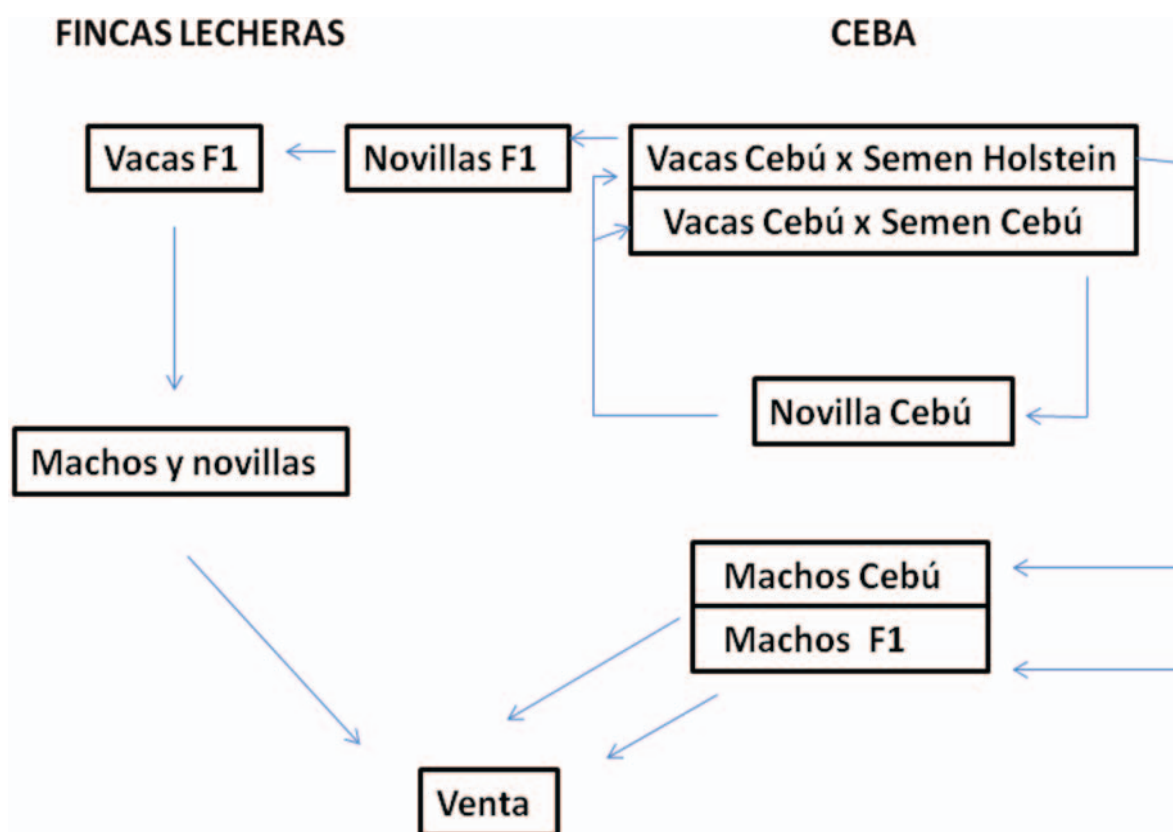 FINCAS LECHERAS
CEBA
Vacas F1
Novillas F1
Vacas Cebú x Semen Holstein
Vacas Cebú x Semen Cebú
Novilla Cebú
Machos y novillas
Machos Cebú
Machos F1
Venta